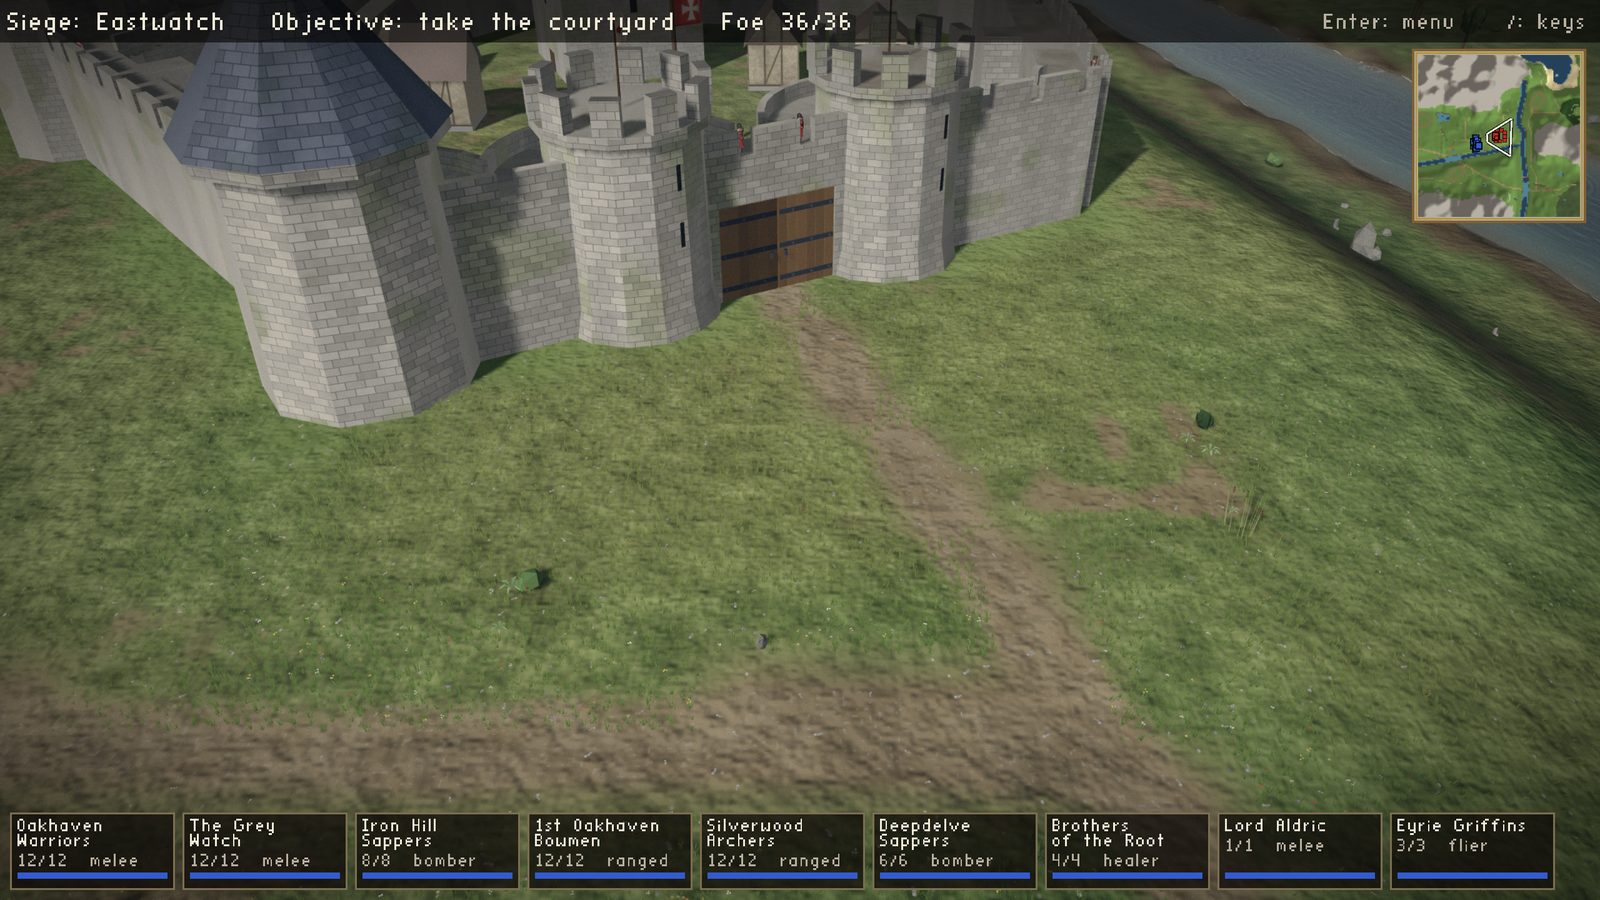 Siege: Eastwatch Objective: take the courtyard Foe 36/36 Enter: menu /: keys
Oakhaven Warriors
12/12 melee
The Grey Watch
12/12 melee
Iron Hill Sappers
8/8 bomber
1st Oakhaven Bowmen
12/12 ranged
Silverwood Archers
12/12 ranged
Deepdelve Sappers
6/6 bomber
Brothers of the Root
4/4 healer
Lord Aldric
1/1 melee
Eyrie Griffins
3/3 flier